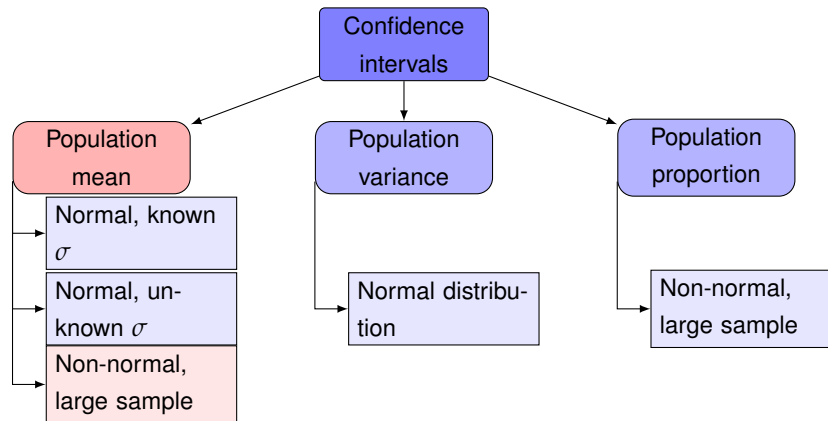 Confidence
intervals
Population
mean
Population
variance
Population
proportion
Normal, known
σ
Normal, un-
known σ
Non-normal,
large sample
Normal distribu-
tion
Non-normal,
large sample